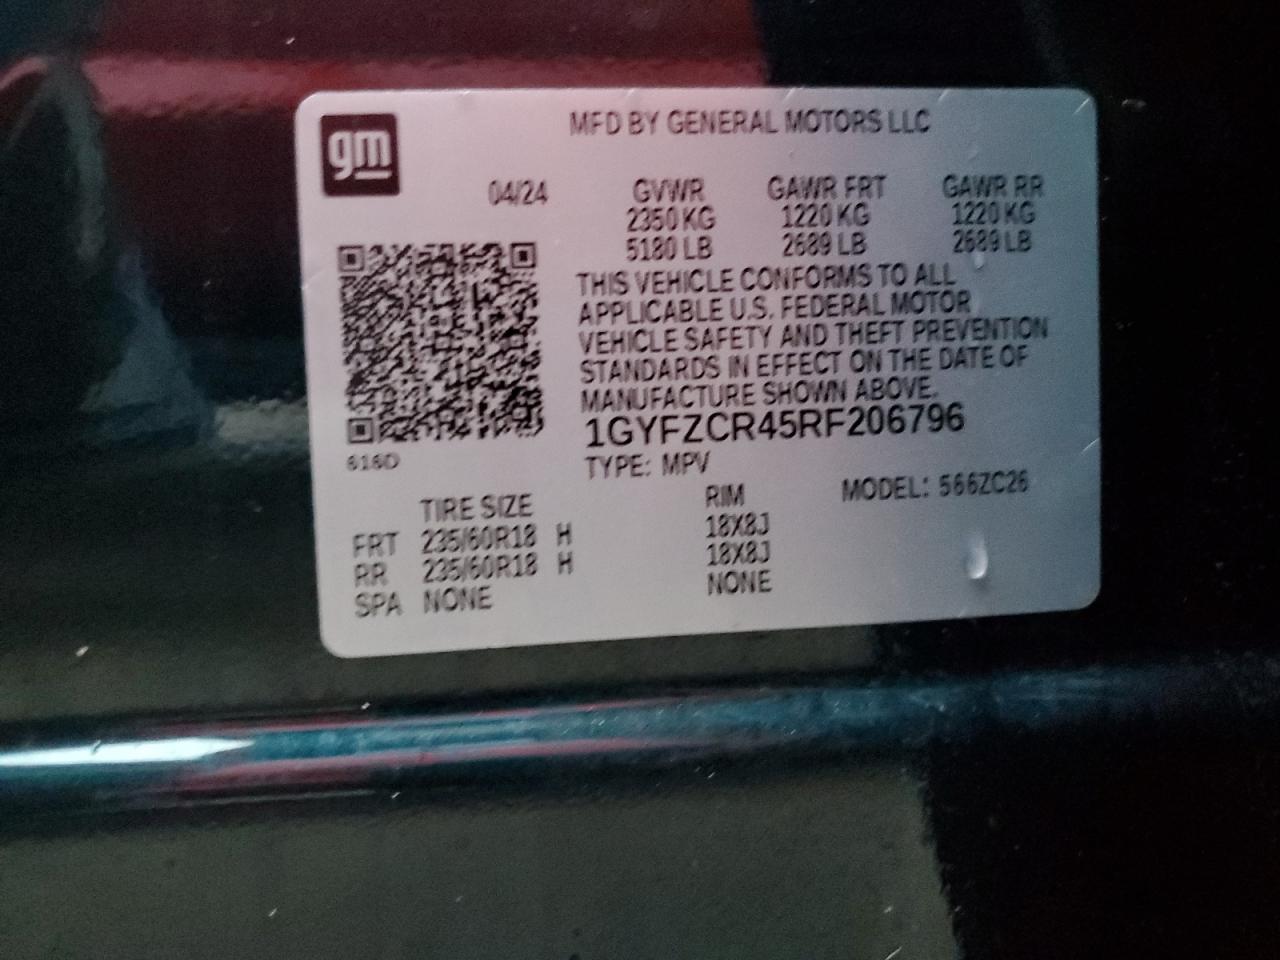 gm
MFD BY GENERAL MOTORS LLC
04/24 GVWR GAWR FRT GAWR RR
2350 KG 1220 KG 1220 KG
5180 LB 2689 LB 2689 LB
THIS VEHICLE CONFORMS TO ALL
APPLICABLE U.S. FEDERAL MOTOR
VEHICLE SAFETY AND THEFT PREVENTION
STANDARDS IN EFFECT ON THE DATE OF
MANUFACTURE SHOWN ABOVE.
1GYFZCR45RF206796
616D
TYPE: MPV
MODEL: 566ZC26
TIRE SIZE RIM
FRT 235/60R18 H 18X8J
RR 235/60R18 H 18X8J
SPA NONE NONE